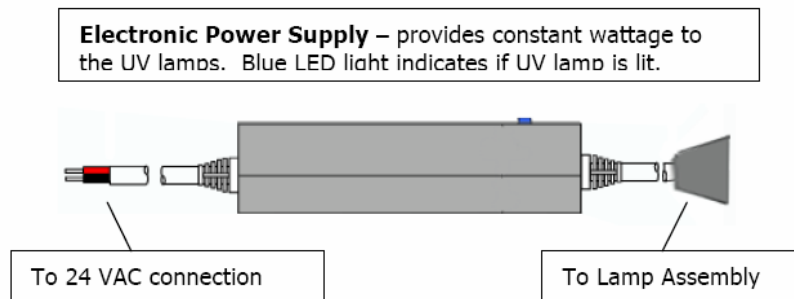 Electronic Power Supply – provides constant wattage to
the UV lamps. Blue LED light indicates if UV lamp is lit.
To 24 VAC connection
To Lamp Assembly